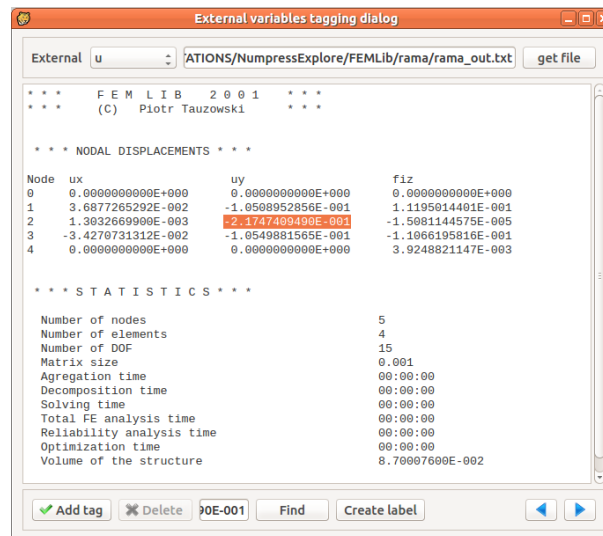 External variables tagging dialog
External u ATIONS/NumpressExplore/FEMLib/rama/rama_out.txt get file
* * * F E M L I B 2 0 0 1 * * *
* * * (C) Piotr Tauzowski * * *
* * * NODAL DISPLACEMENTS * * *
Node ux uy fiz
0 0.0000000000E+000 0.0000000000E+000 0.0000000000E+000
1 3.6877265292E-002 -1.0508952856E-001 1.1195014401E-001
2 1.3032669900E-003 -2.1747409490E-001 -1.5081144575E-005
3 -3.4270731312E-002 -1.0549881565E-001 -1.1066195816E-001
4 0.0000000000E+000 0.0000000000E+000 3.9248821147E-003
* * * S T A T I S T I C S * * *
Number of nodes 5
Number of elements 4
Number of DOF 15
Matrix size 0.001
Agregation time 00:00:00
Decomposition time 00:00:00
Solving time 00:00:00
Total FE analysis time 00:00:00
Reliability analysis time 00:00:00
Optimization time 00:00:00
Volume of the structure 8.70007600E-002
Add tag Delete 90E-001 Find Create label